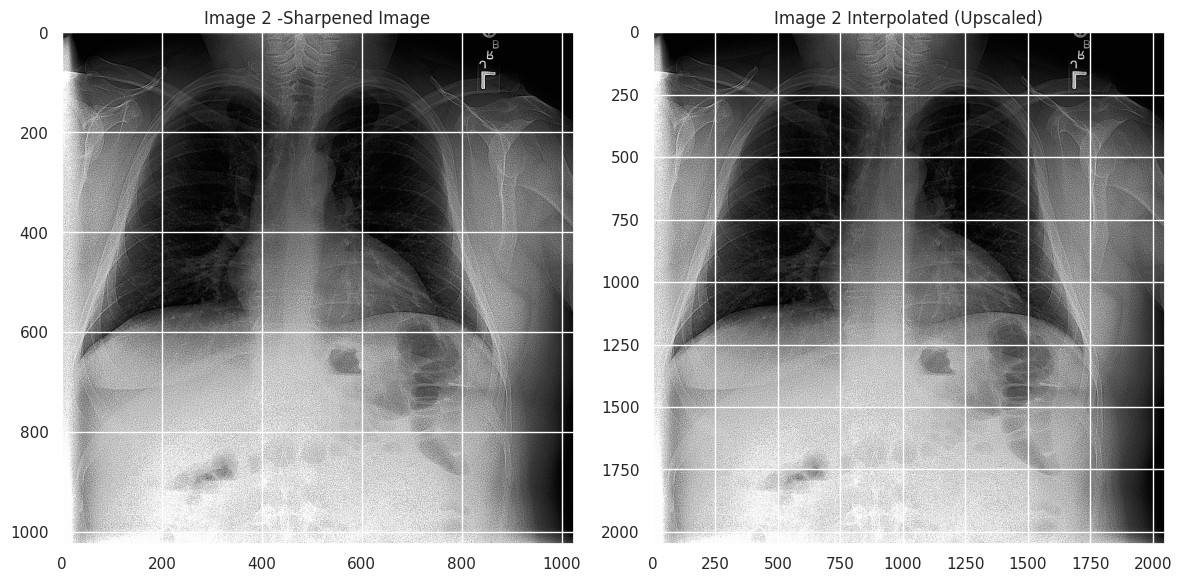 Image 2 -Sharpened Image
Image 2 Interpolated (Upscaled)
0
200
400
600
800
1000
0 200 400 600 800 1000
L
0
250
500
750
1000
1250
1500
1750
2000
0 250 500 750 1000 1250 1500 1750 2000
L